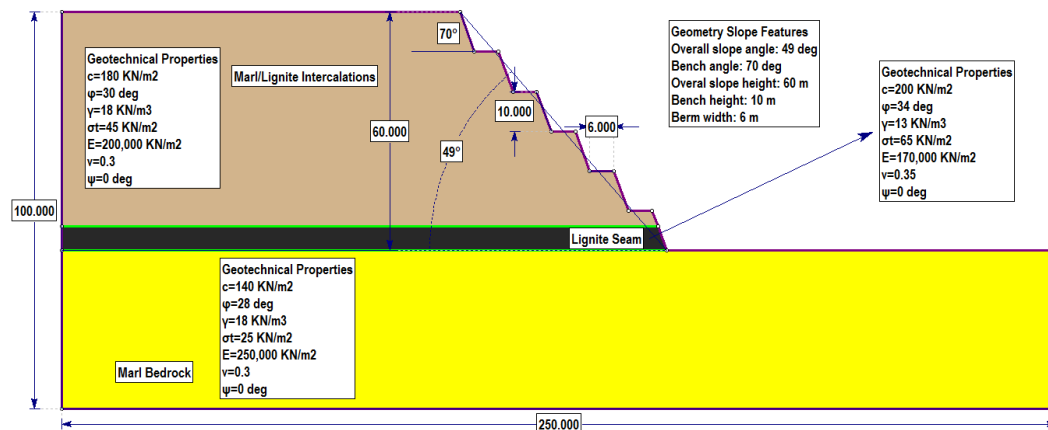 Geotechnical Properties
c=180 KN/m2
φ=30 deg
γ=18 KN/m3
σt=45 KN/m2
E=200,000 KN/m2
ν=0.3
ψ=0 deg
Marl/Lignite Intercalations
70°
Geometry Slope Features
Overall slope angle: 49 deg
Bench angle: 70 deg
Overal slope height: 60 m
Bench height: 10 m
Berm width: 6 m
Geotechnical Properties
c=200 KN/m2
φ=34 deg
γ=13 KN/m3
σt=65 KN/m2
E=170,000 KN/m2
ν=0.35
ψ=0 deg
10.000
60.000
6.000
49°
100.000
Lignite Seam
Geotechnical Properties
c=140 KN/m2
φ=28 deg
γ=18 KN/m3
σt=25 KN/m2
E=250,000 KN/m2
ν=0.3
ψ=0 deg
Marl Bedrock
250.000